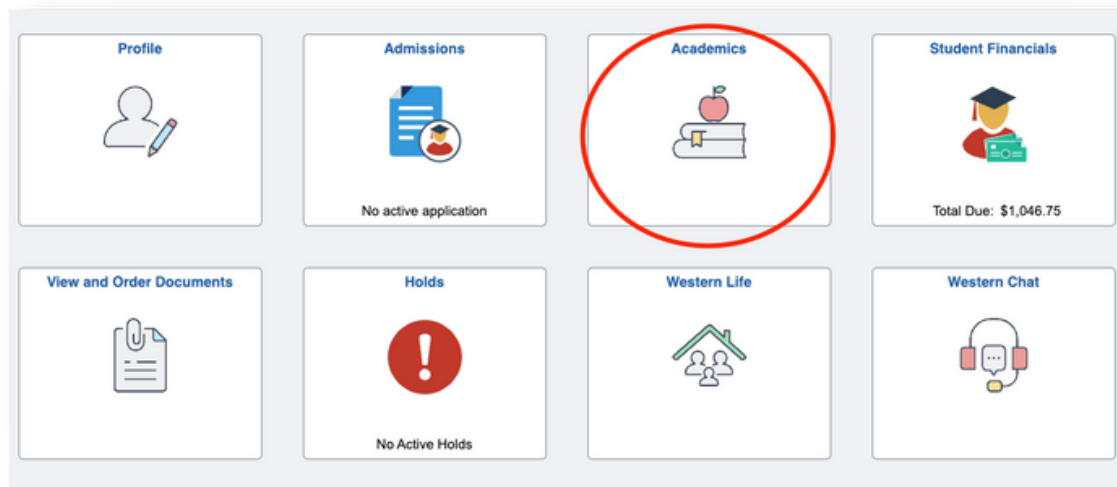 Profile
Admissions
Academics
Student Financials
No active application
Total Due: $1,046.75
View and Order Documents
Holds
Western Life
Western Chat
No Active Holds